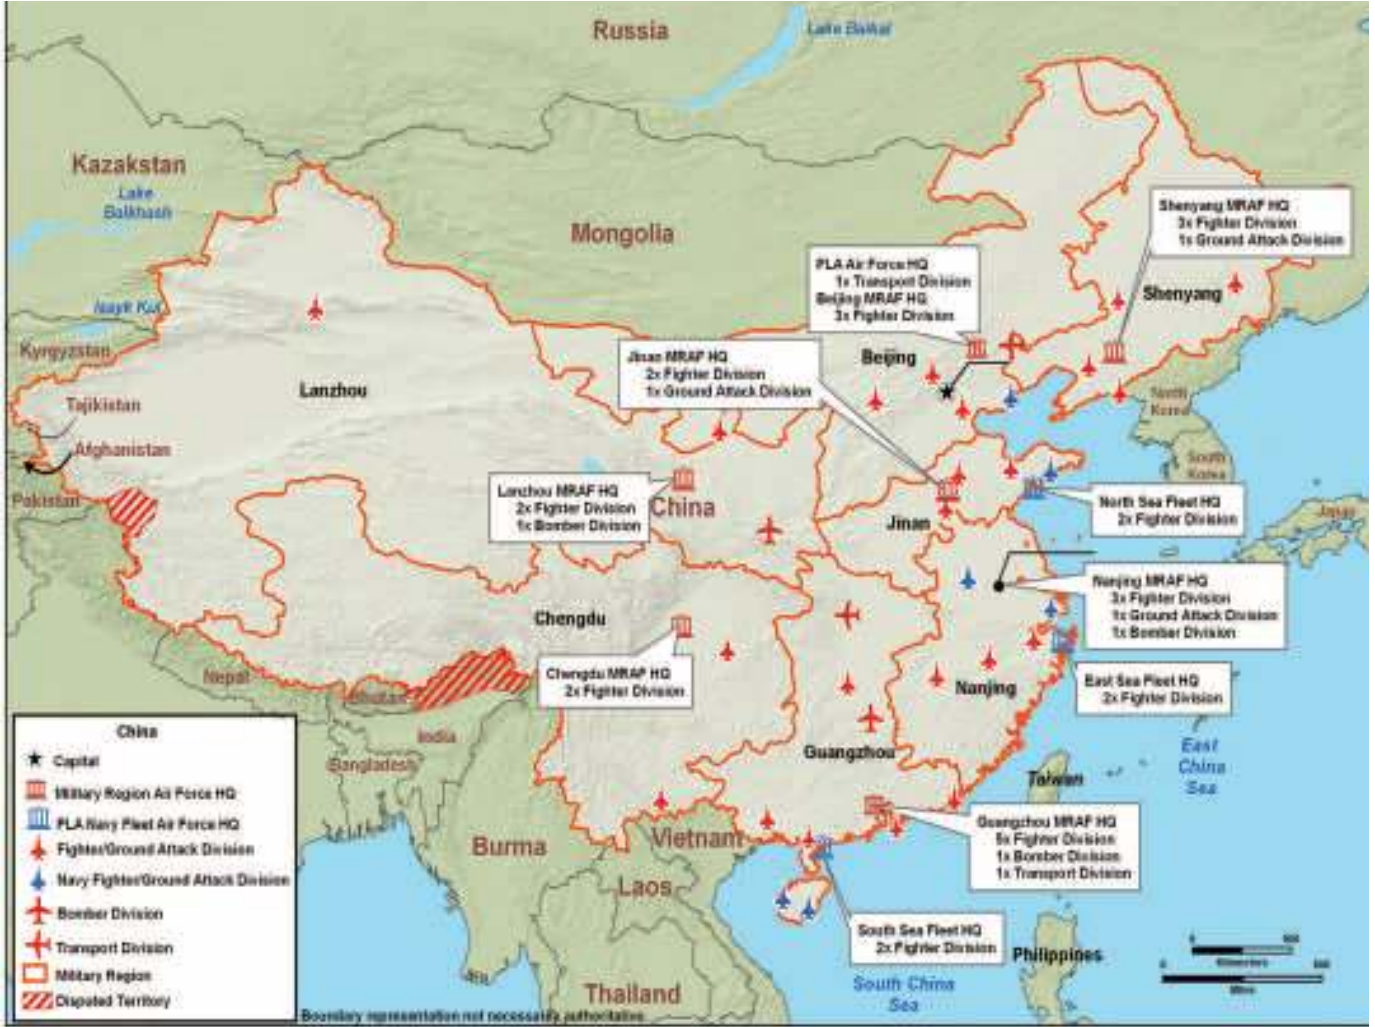 Russia
Lake Baikal
Kazakstan
Lake
Balkhash
Mongolia
Shenyang MRAF HQ
3x Fighter Division
1x Ground Attack Division
PLA Air Force HQ
1x Transport Division
Beijing MRAF HQ
3x Fighter Division
Shenyang
Issyk Kul
Kyrgyzstan
Beijing
Jinan MRAF HQ
2x Fighter Division
1x Ground Attack Division
Lanzhou
Tajikistan
North
Korea
Afghanistan
South
Korea
Pakistan
Lanzhou MRAF HQ
2x Fighter Division
1x Bomber Division
China
Jinan
North Sea Fleet HQ
2x Fighter Division
Japan
Nanjing MRAF HQ
3x Fighter Division
1x Ground Attack Division
1x Bomber Division
Chengdu
Chengdu MRAF HQ
2x Fighter Division
Nepal
Bhutan
Nanjing
East Sea Fleet HQ
2x Fighter Division
India
Bangladesh
Guangzhou
East
China
Sea
Taiwan
Burma
Vietnam
Laos
Guangzhou MRAF HQ
5x Fighter Division
1x Bomber Division
1x Transport Division
South Sea Fleet HQ
2x Fighter Division
Philippines
South China
Sea
Thailand
China
Capital
Military Region Air Force HQ
PLA Navy Fleet Air Force HQ
Fighter/Ground Attack Division
Navy Fighter/Ground Attack Division
Bomber Division
Transport Division
Military Region
Disputed Territory
Boundary representation not necessarily authoritative
0
Kilometers
0
Miles